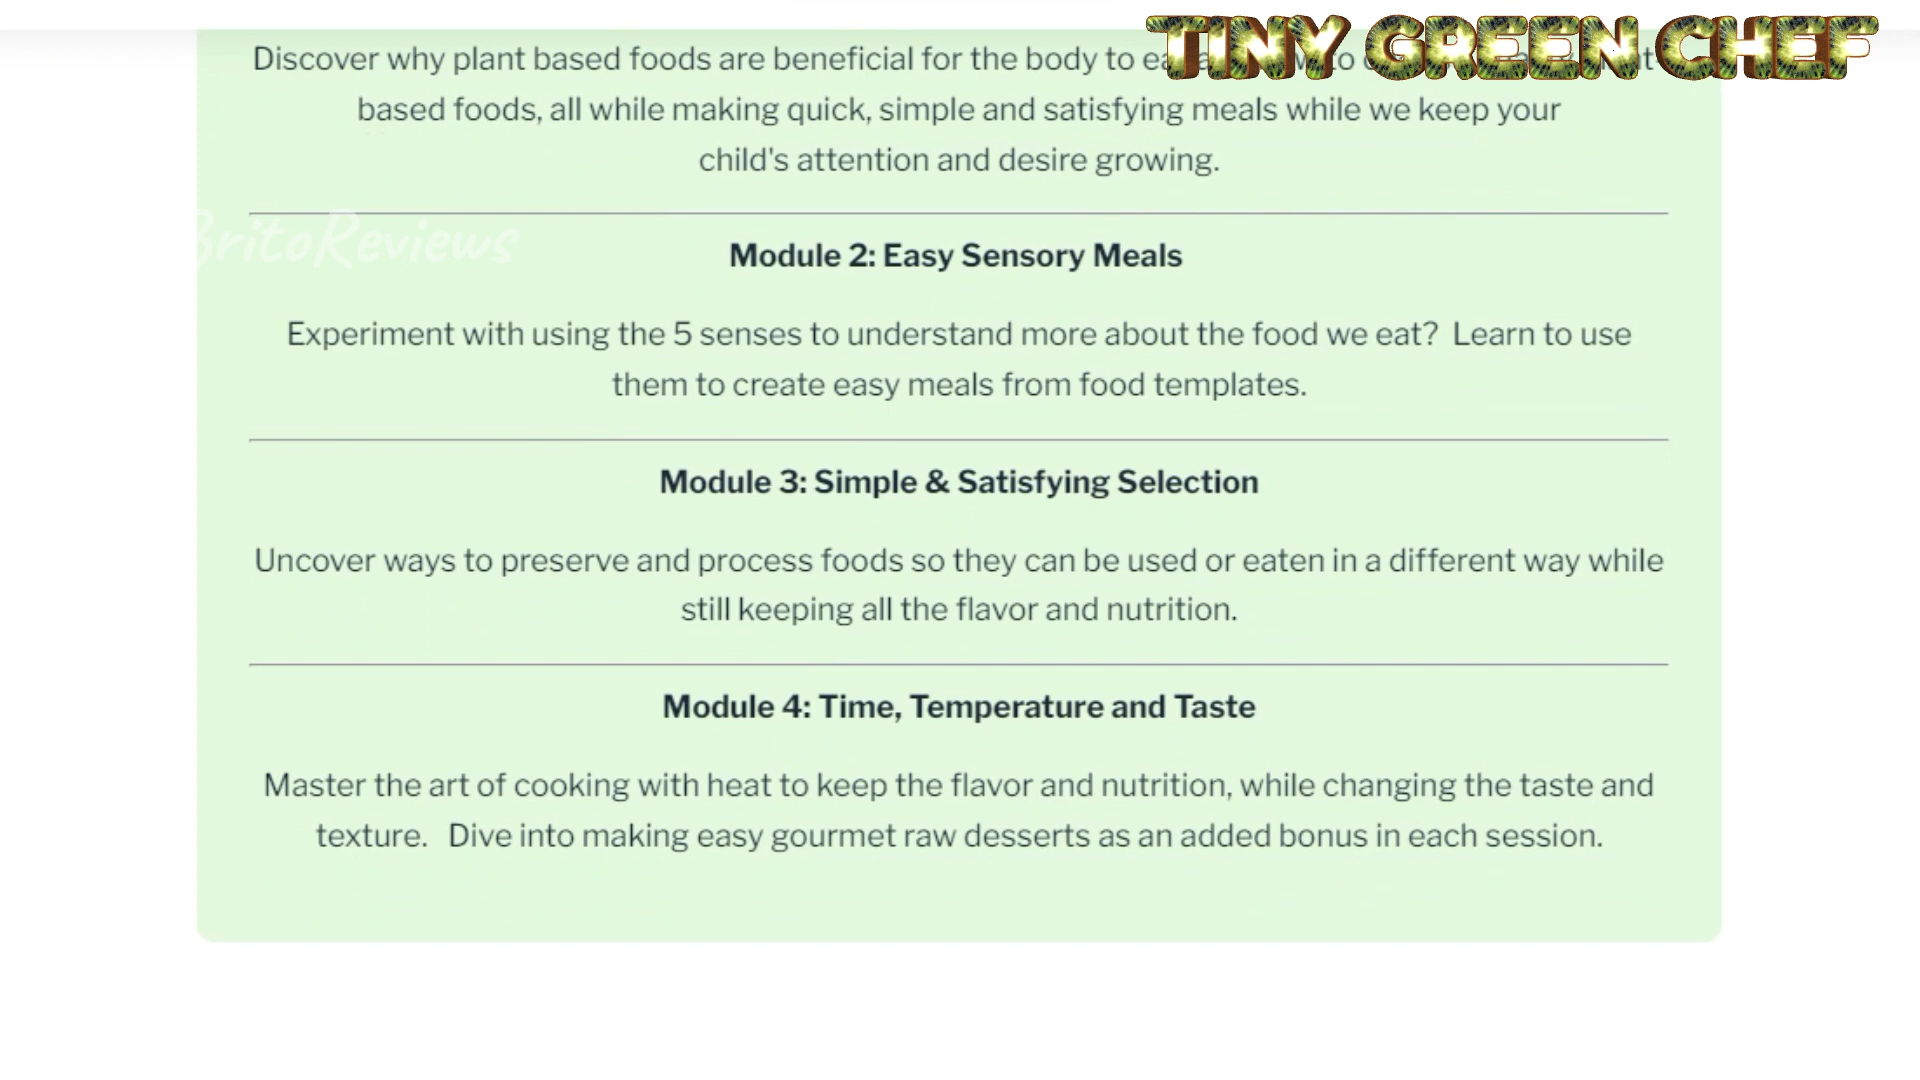 TINY GREEN CHEF
Discover why plant based foods are beneficial for the body to
based foods, all while making quick, simple and satisfying meals while we keep your
child's attention and desire growing.
BritoReviews
Module 2: Easy Sensory Meals
Experiment with using the 5 senses to understand more about the food we eat?  Learn to use
them to create easy meals from food templates.
Module 3: Simple & Satisfying Selection
Uncover ways to preserve and process foods so they can be used or eaten in a different way while
still keeping all the flavor and nutrition.
Module 4: Time, Temperature and Taste
Master the art of cooking with heat to keep the flavor and nutrition, while changing the taste and
texture.   Dive into making easy gourmet raw desserts as an added bonus in each session.